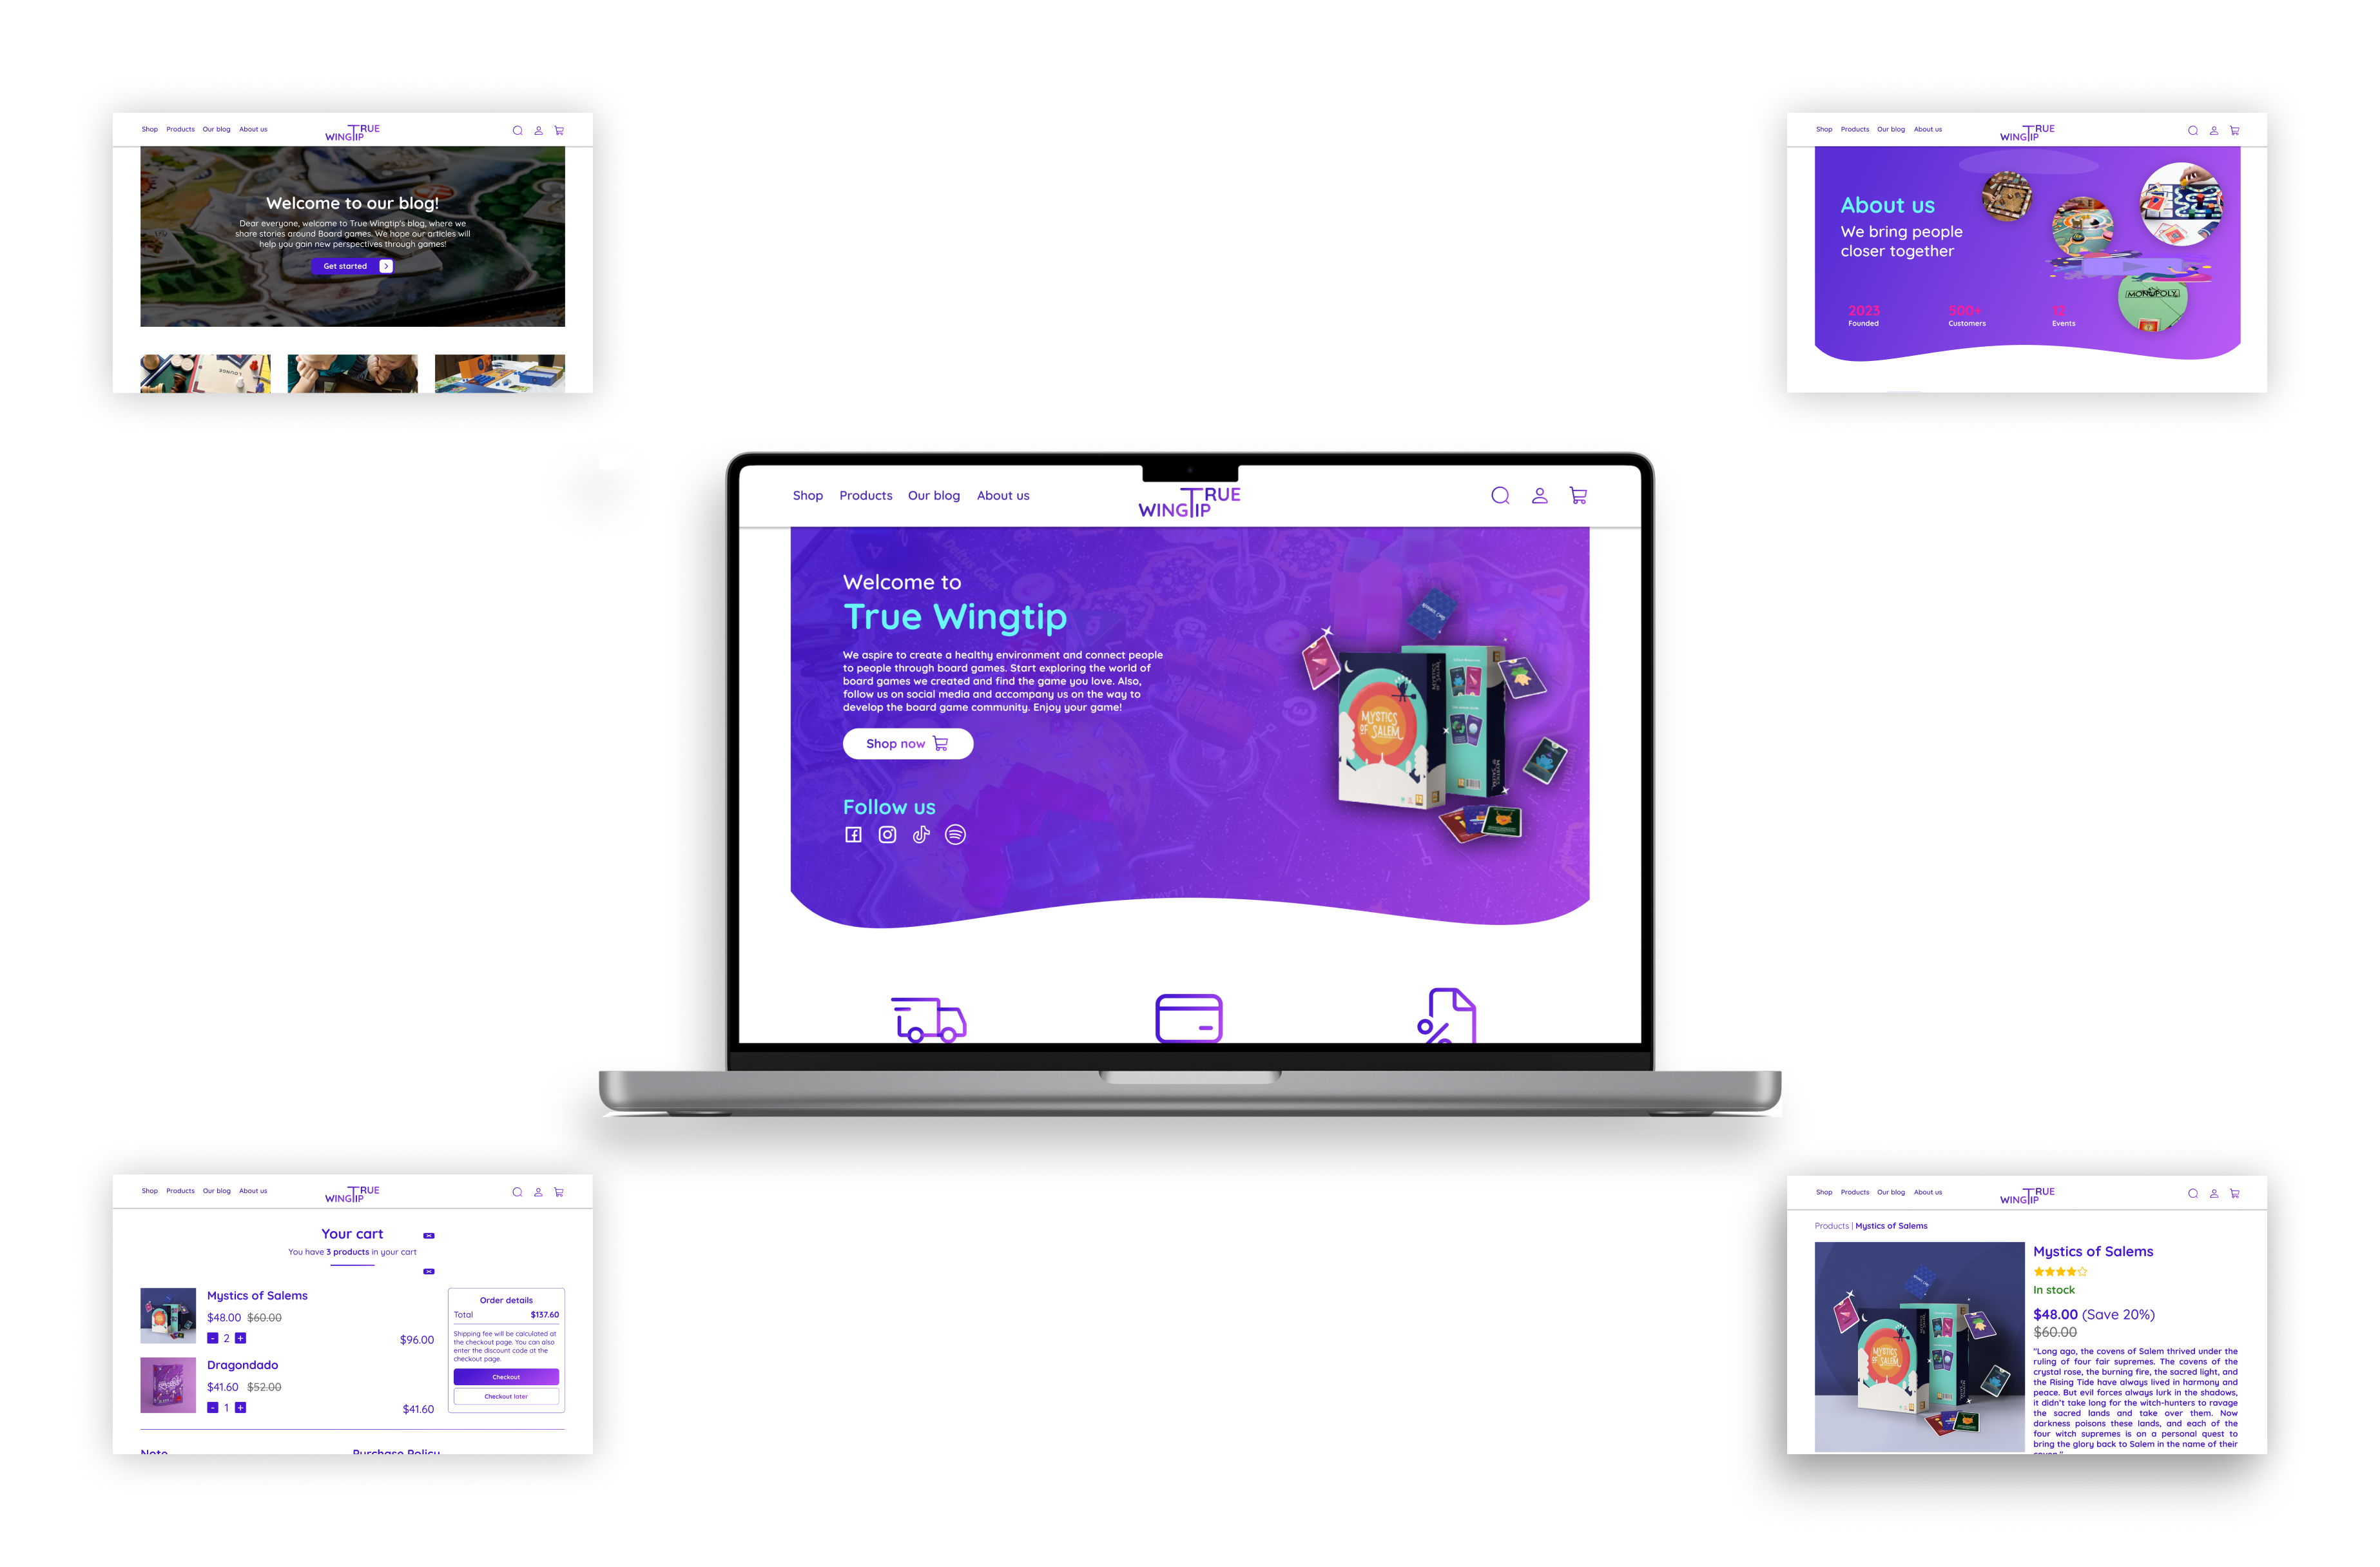 Shop Products Our blog About us
TRUE
WINGTIP
Welcome to our blog!
Dear everyone, welcome to True Wingtip's blog, where we
share stories around Board games. We hope our articles will
help you gain new perspectives through games!
Get started
LOUNGE
Shop Products Our blog About us
TRUE
WINGTIP
About us
We bring people
closer together
MONOPOLY
2023
Founded
500+
Customers
12
Events
Shop Products Our blog About us
TRUE
WINGTIP
Welcome to
True Wingtip
We aspire to create a healthy environment and connect people
to people through board games. Start exploring the world of
board games we created and find the game you love. Also,
follow us on social media and accompany us on the way to
develop the board game community. Enjoy your game!
Shop now
Follow us
MYSTICS
OF SALEM
Shop Products Our blog About us
TRUE
WINGTIP
Your cart
You have 3 products in your cart
Mystics of Salems
$48.00 $60.00
- 2 +
$96.00
Dragondado
$41.60 $52.00
- 1 +
$41.60
Order details
Total $137.60
Shipping fee will be calculated at
the checkout page. You can also
enter the discount code at the
checkout page.
Checkout
Checkout later
Note
Purchase Policy
Shop Products Our blog About us
TRUE
WINGTIP
Products | Mystics of Salems
MYSTICS
OF SALEM
Mystics of Salems
In stock
$48.00 (Save 20%)
$60.00
"Long ago, the covens of Salem thrived under the
ruling of four fair supremes. The covens of the
crystal rose, the burning fire, the sacred light, and
the Rising Tide have always lived in harmony and
peace. But evil forces always lurk in the shadows,
it didn't take long for the witch-hunters to ravage
the sacred lands and take over them. Now
darkness poisons these lands, and each of the
four witch supremes is on a personal quest to
bring the glory back to Salem in the name of their
coven."